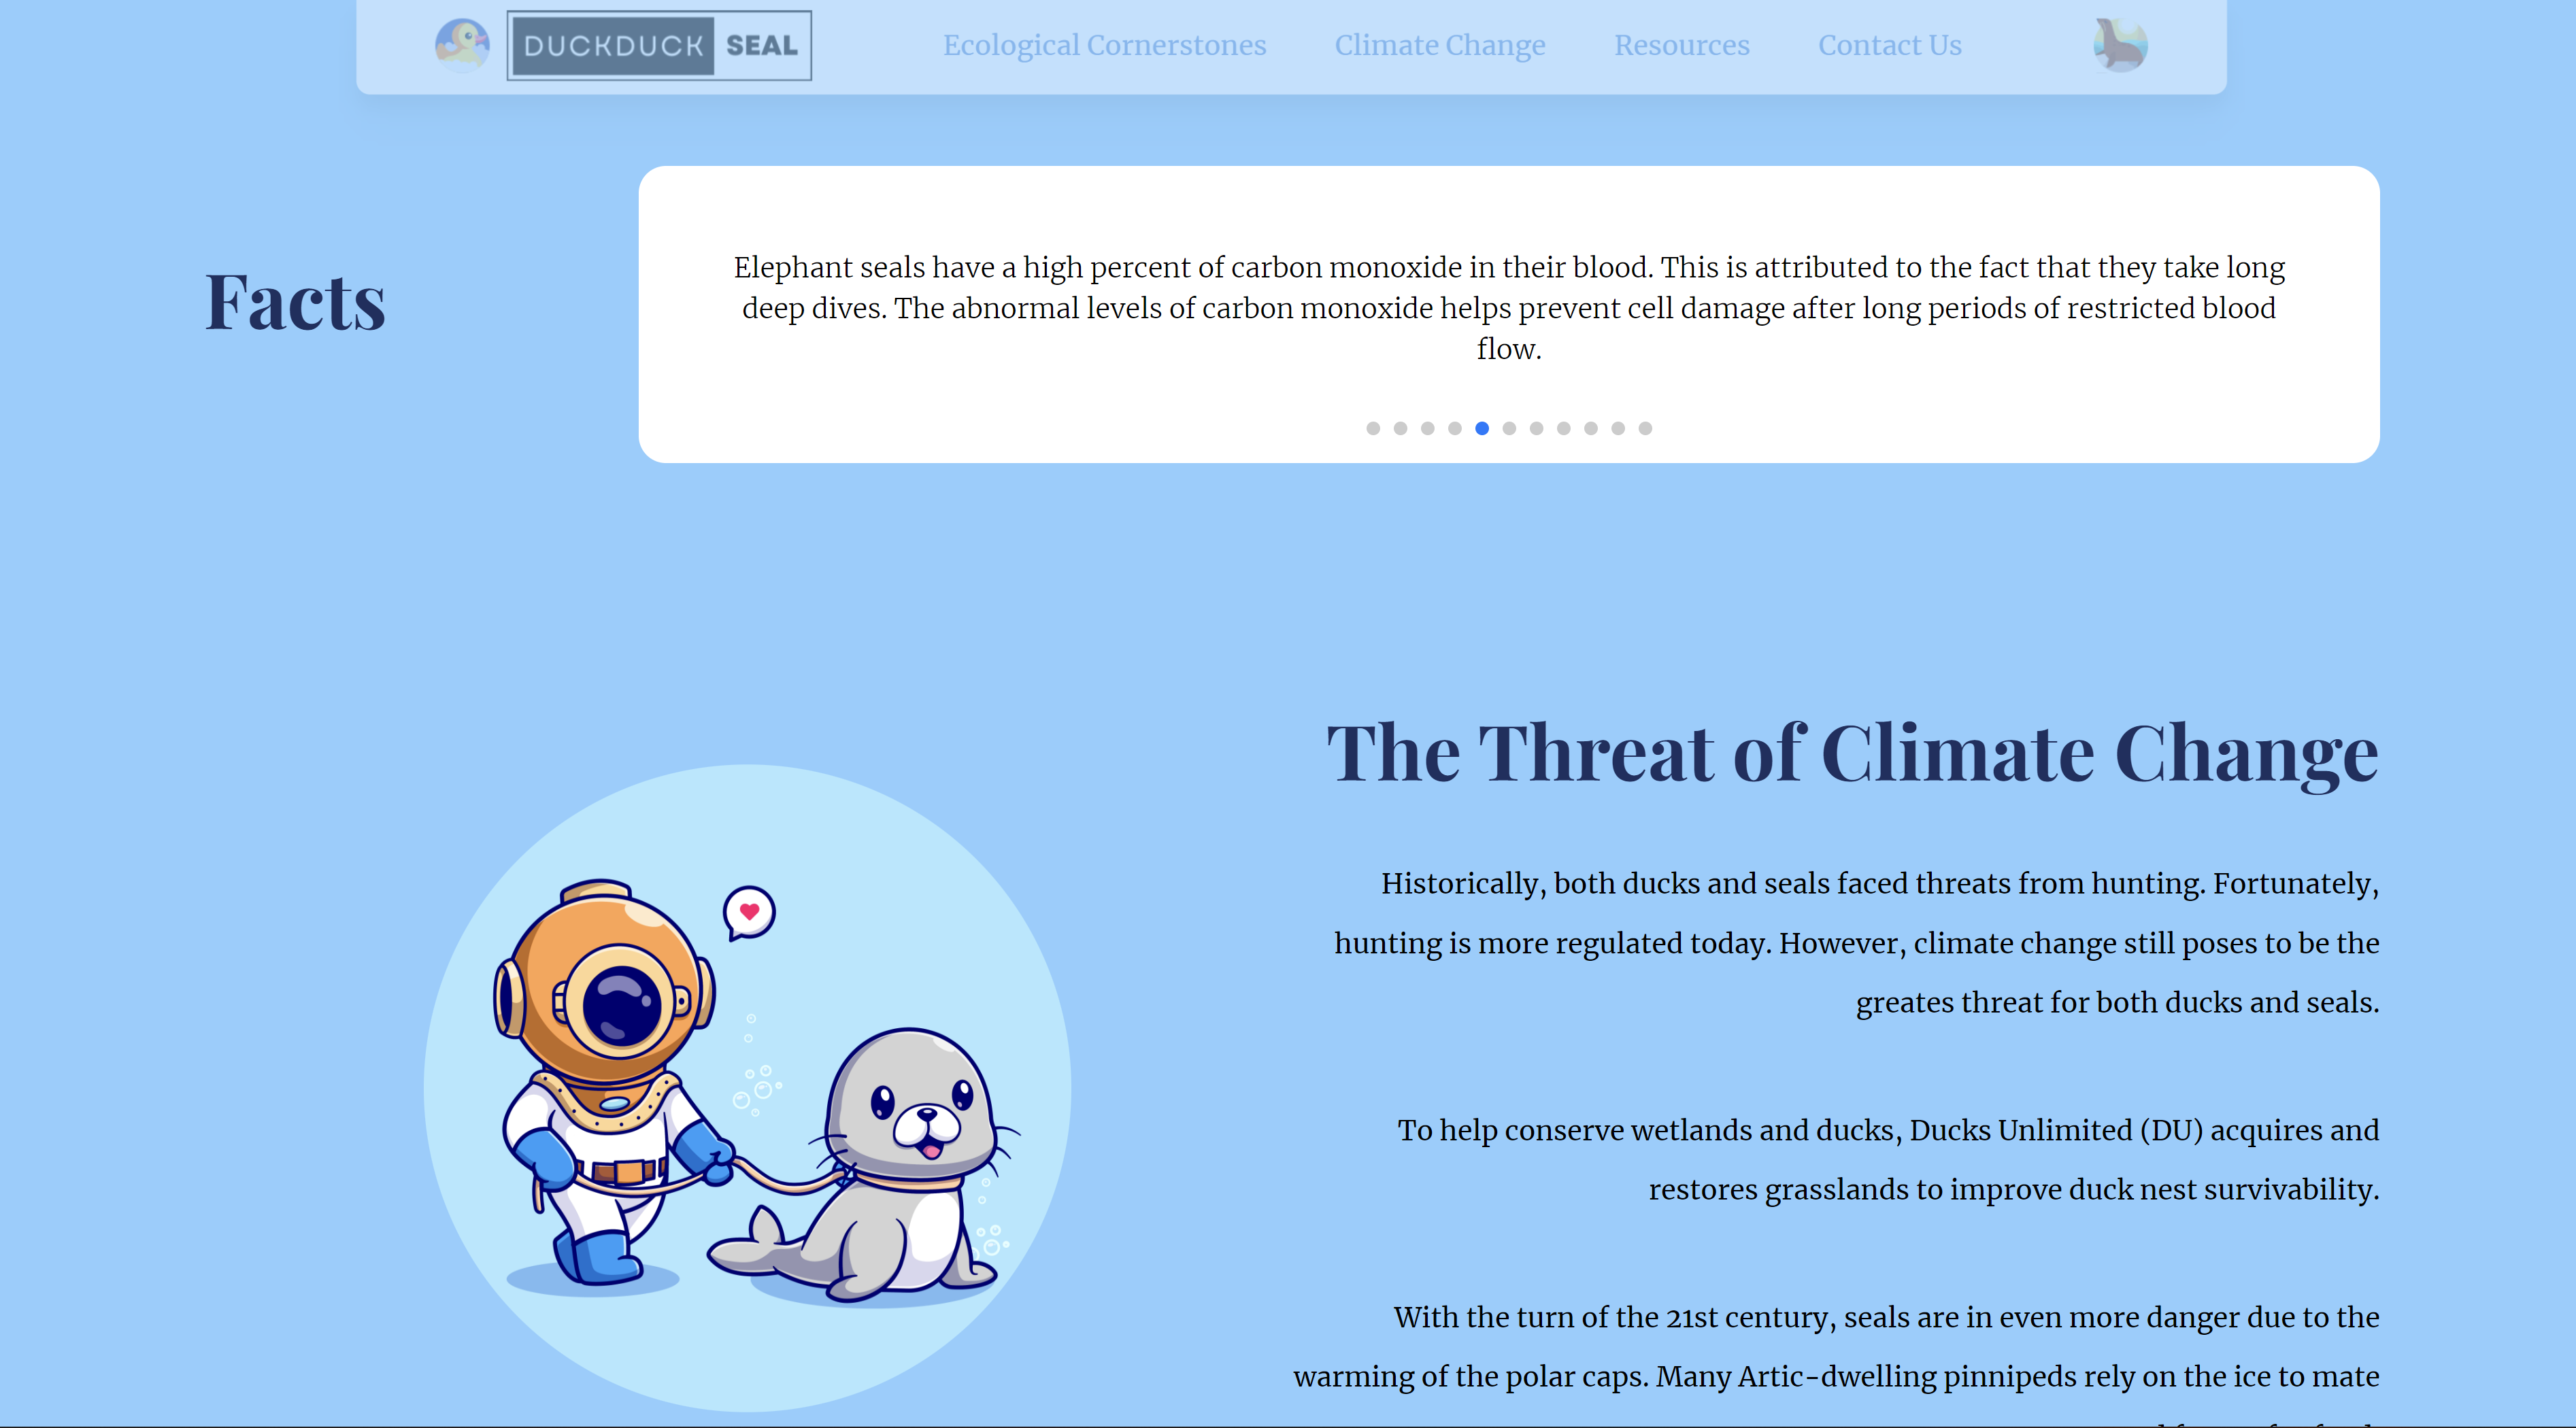 DUCKDUCK SEAL
Ecological Cornerstones
Climate Change
Resources
Contact Us
Facts
Elephant seals have a high percent of carbon monoxide in their blood. This is attributed to the fact that they take long
deep dives. The abnormal levels of carbon monoxide helps prevent cell damage after long periods of restricted blood
flow.
The Threat of Climate Change
Historically, both ducks and seals faced threats from hunting. Fortunately,
hunting is more regulated today. However, climate change still poses to be the
greates threat for both ducks and seals.
To help conserve wetlands and ducks, Ducks Unlimited (DU) acquires and
restores grasslands to improve duck nest survivability.
With the turn of the 21st century, seals are in even more danger due to the
warming of the polar caps. Many Artic-dwelling pinnipeds rely on the ice to mate